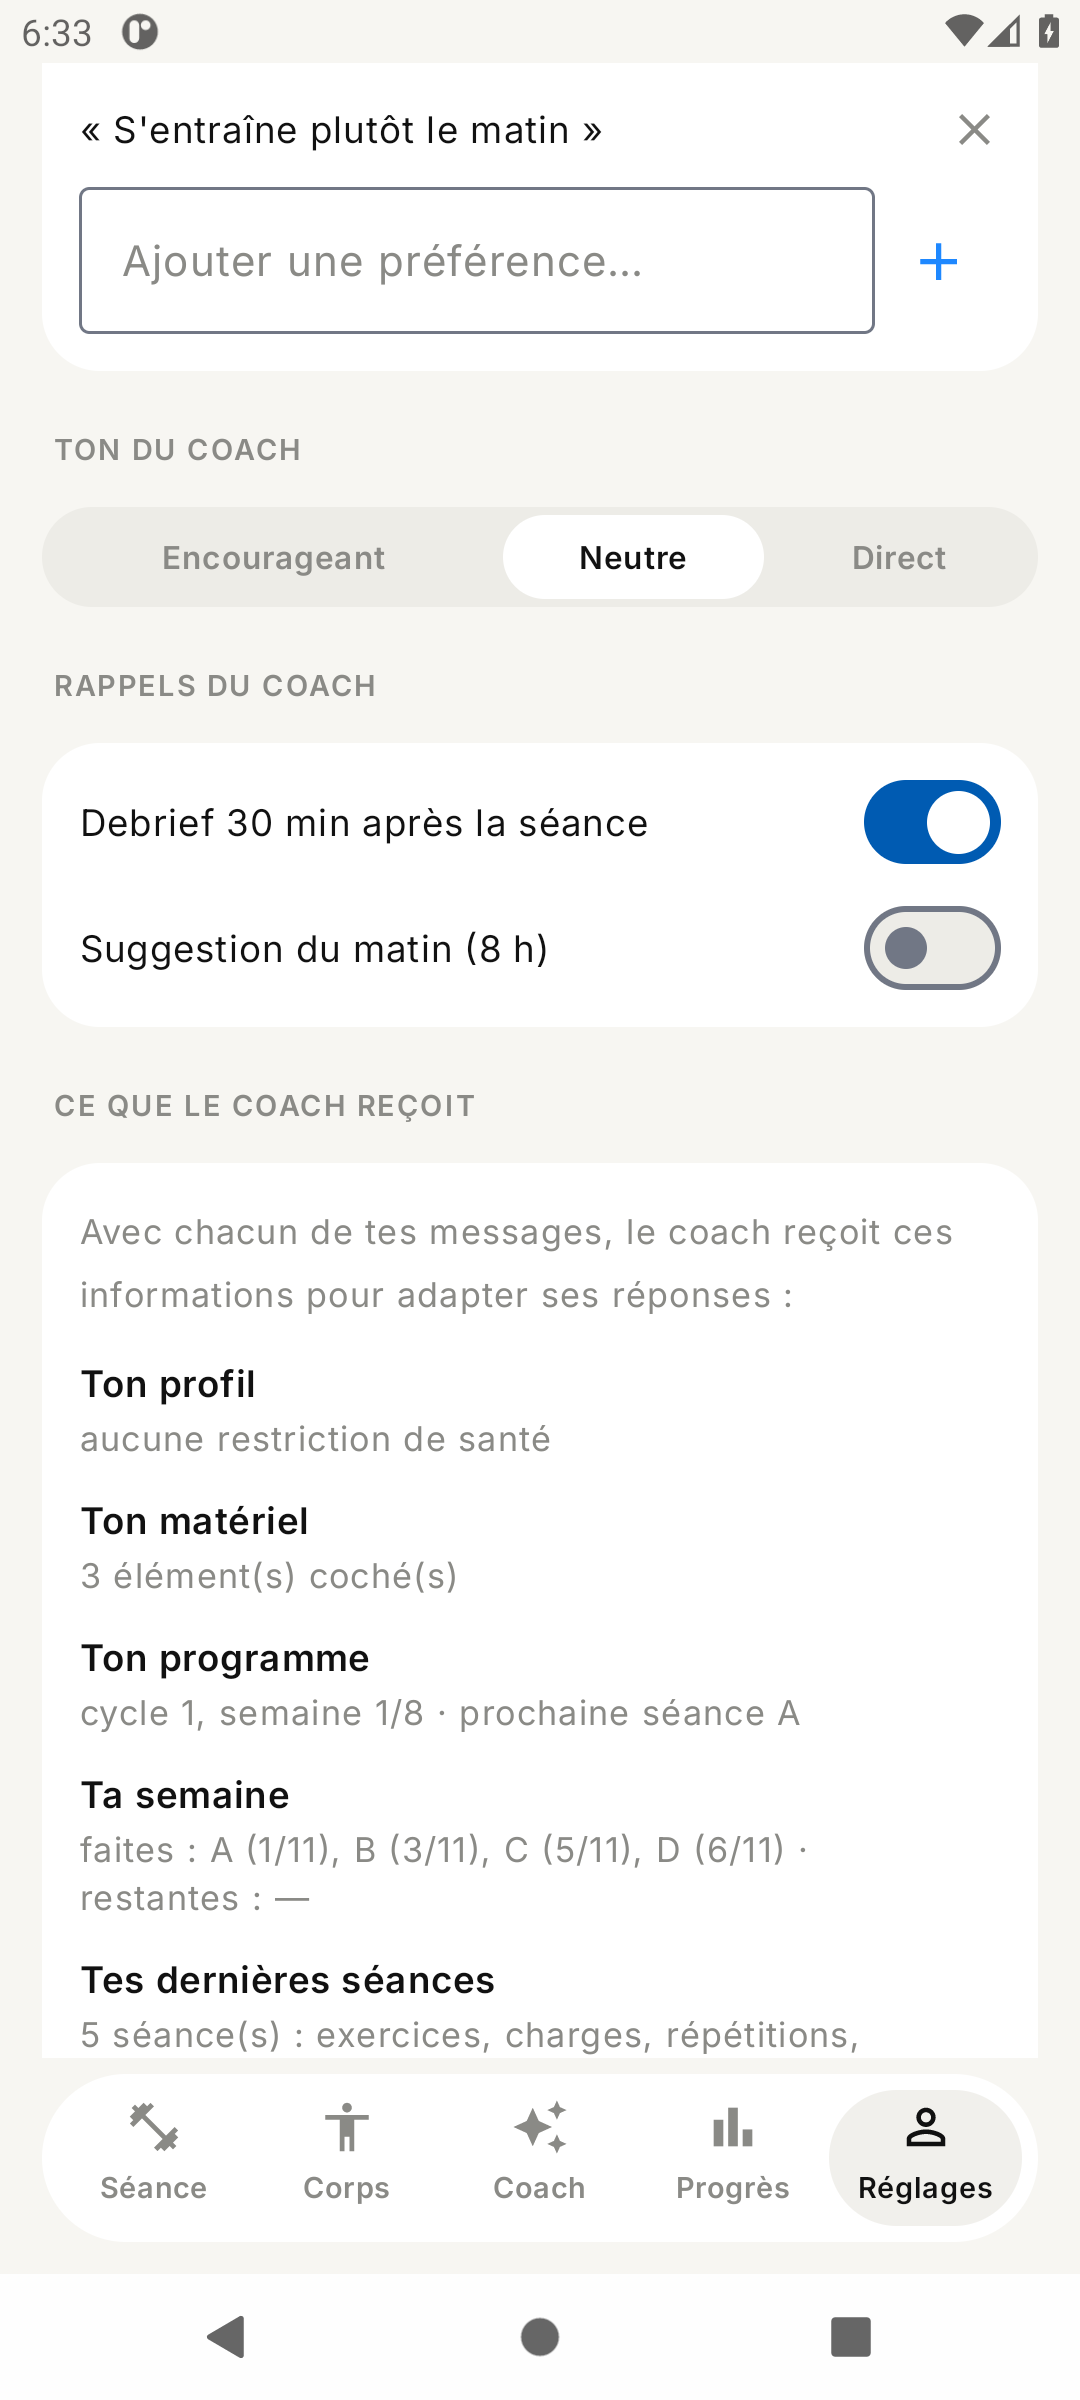 6:33
« S'entraîne plutôt le matin »
Ajouter une préférence...
TON DU COACH
Encourageant
Neutre
Direct
RAPPELS DU COACH
Debrief 30 min après la séance
Suggestion du matin (8 h)
CE QUE LE COACH REÇOIT
Avec chacun de tes messages, le coach reçoit ces
informations pour adapter ses réponses :
Ton profil
aucune restriction de santé
Ton matériel
3 élément(s) coché(s)
Ton programme
cycle 1, semaine 1/8 · prochaine séance A
Ta semaine
faites : A (1/11), B (3/11), C (5/11), D (6/11) ·
restantes : —
Tes dernières séances
5 séance(s) : exercices, charges, répétitions,
Séance
Corps
Coach
Progrès
Réglages